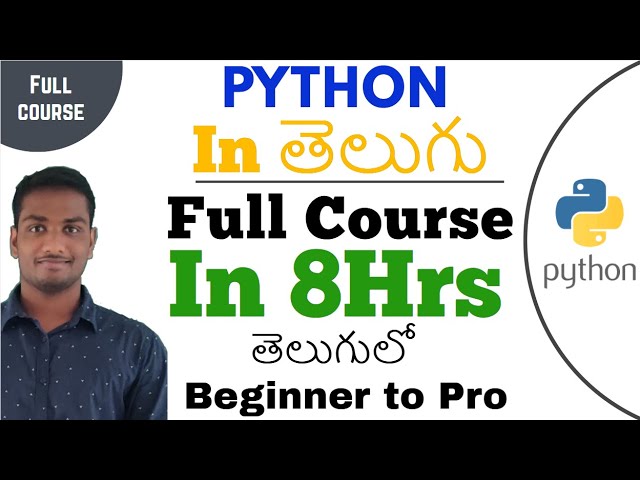 FULL
COURSE
PYTHON
In తెలుగు
Full Course
In 8Hrs
తెలుగులో
Beginner to Pro
python